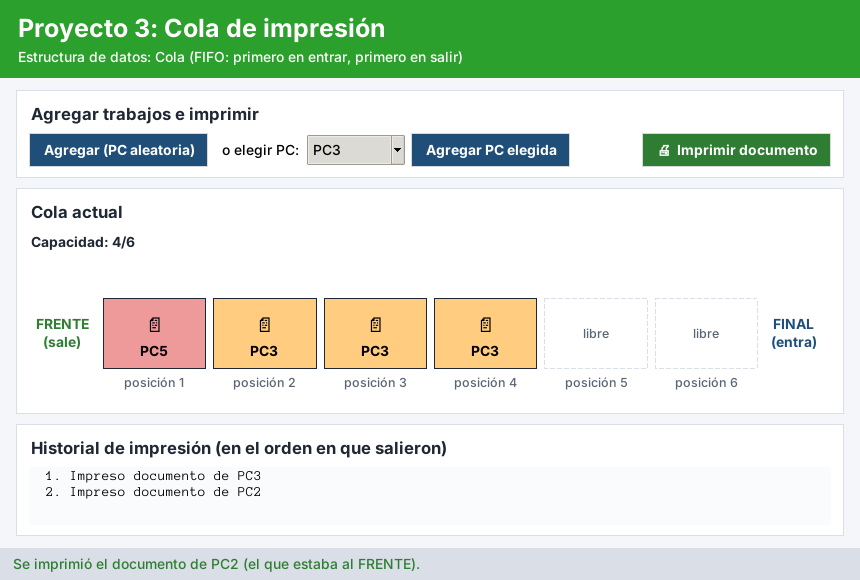 Proyecto 3: Cola de impresión
Estructura de datos: Cola (FIFO: primero en entrar, primero en salir)
Agregar trabajos e imprimir
Agregar (PC aleatoria) o elegir PC: PC3 Agregar PC elegida Imprimir documento
Cola actual
Capacidad: 4/6
FRENTE (sale)
PC5 PC3 PC3 PC3 libre libre
FINAL (entra)
posición 1 posición 2 posición 3 posición 4 posición 5 posición 6
Historial de impresión (en el orden en que salieron)
1. Impreso documento de PC3
2. Impreso documento de PC2
Se imprimió el documento de PC2 (el que estaba al FRENTE).